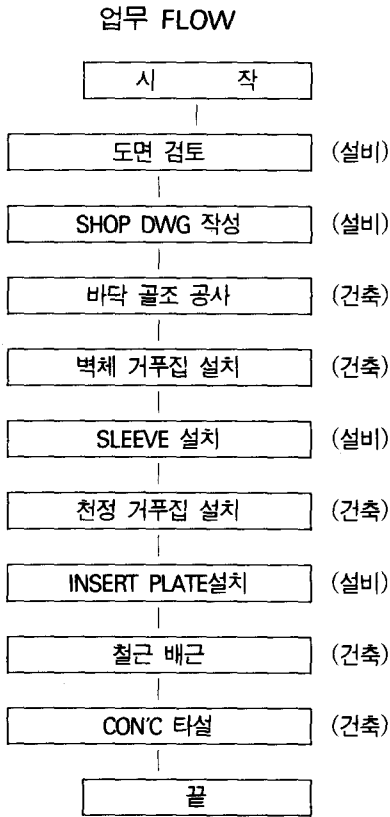 업무 FLOW
시 작
도면 검토 (설비)
SHOP DWG 작성 (설비)
바닥 골조 공사 (건축)
벽체 거푸집 설치 (건축)
SLEEVE 설치 (설비)
천정 거푸집 설치 (건축)
INSERT PLATE설치 (설비)
철근 배근 (건축)
CON'C 타설 (건축)
끝